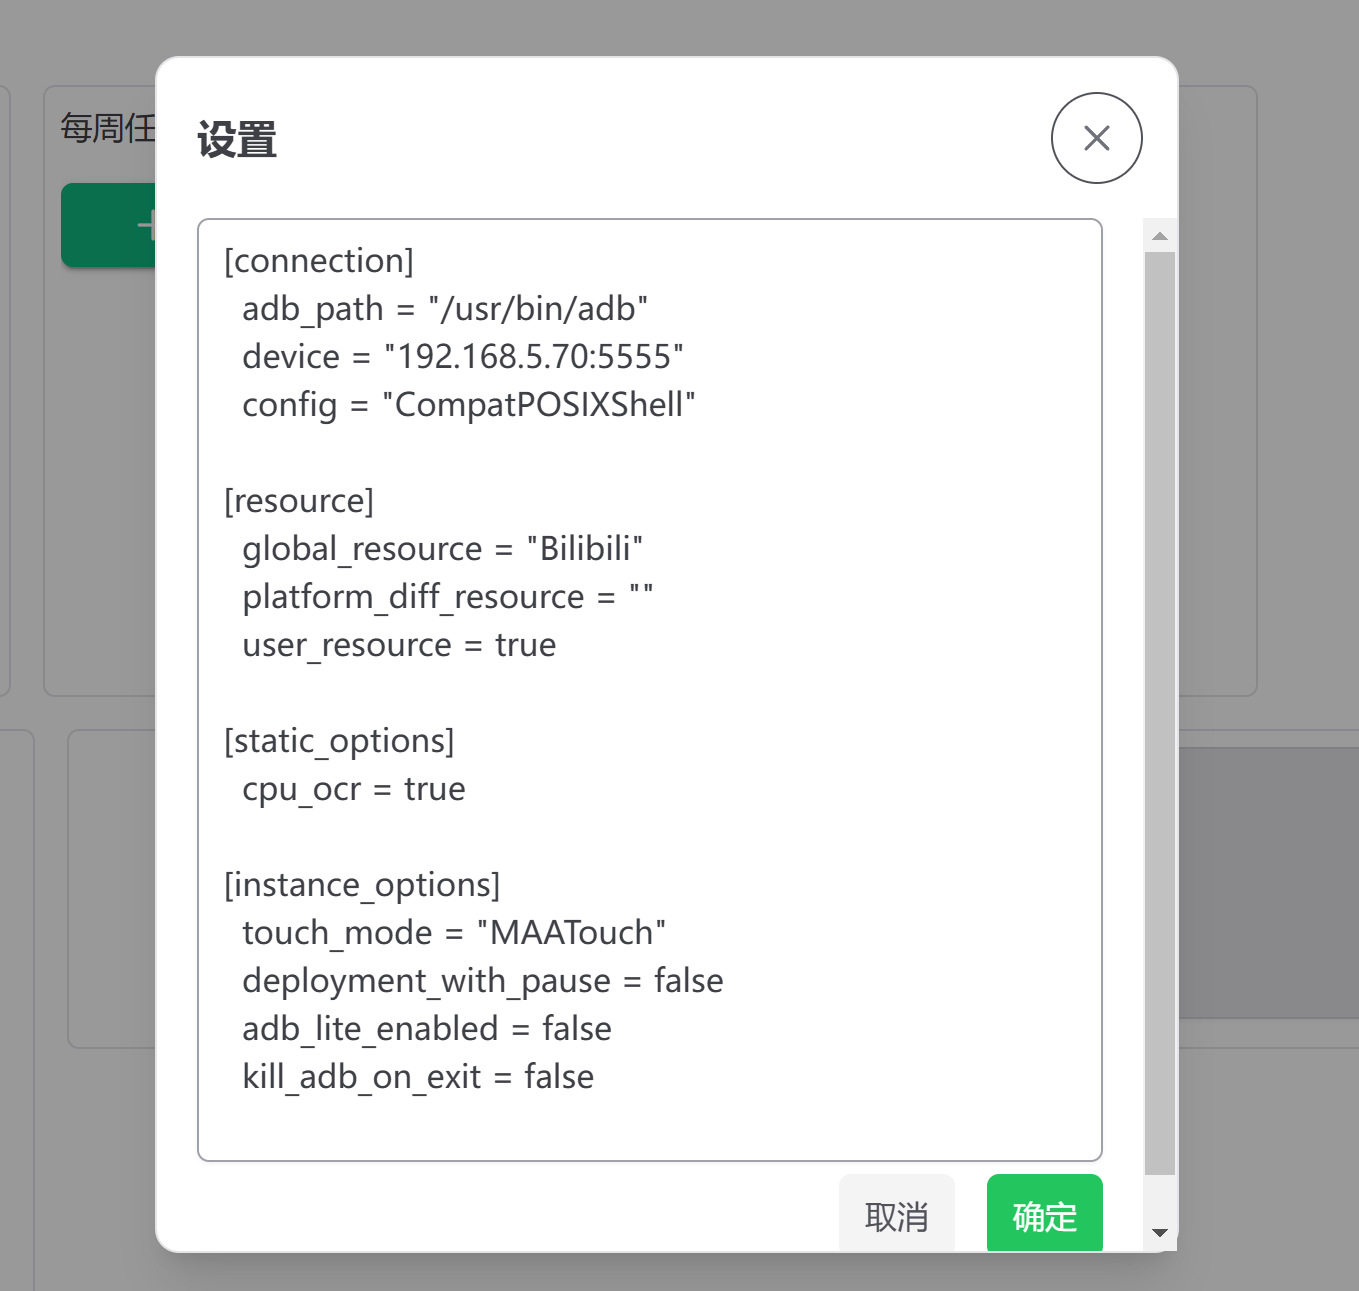 每周任
设置
[connection]
adb_path = "/usr/bin/adb"
device = "192.168.5.70:5555"
config = "CompatPOSIXShell"
[resource]
global_resource = "Bilibili"
platform_diff_resource = ""
user_resource = true
[static_options]
cpu_ocr = true
[instance_options]
touch_mode = "MAATouch"
deployment_with_pause = false
adb_lite_enabled = false
kill_adb_on_exit = false
取消 确定